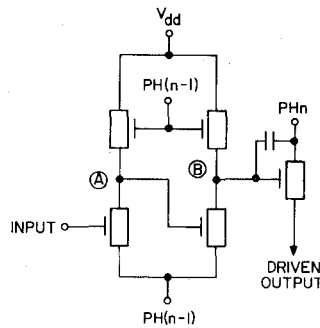 Vdd
PH(n-1)
PHn
A
B
INPUT
DRIVEN
OUTPUT
PH(n-1)